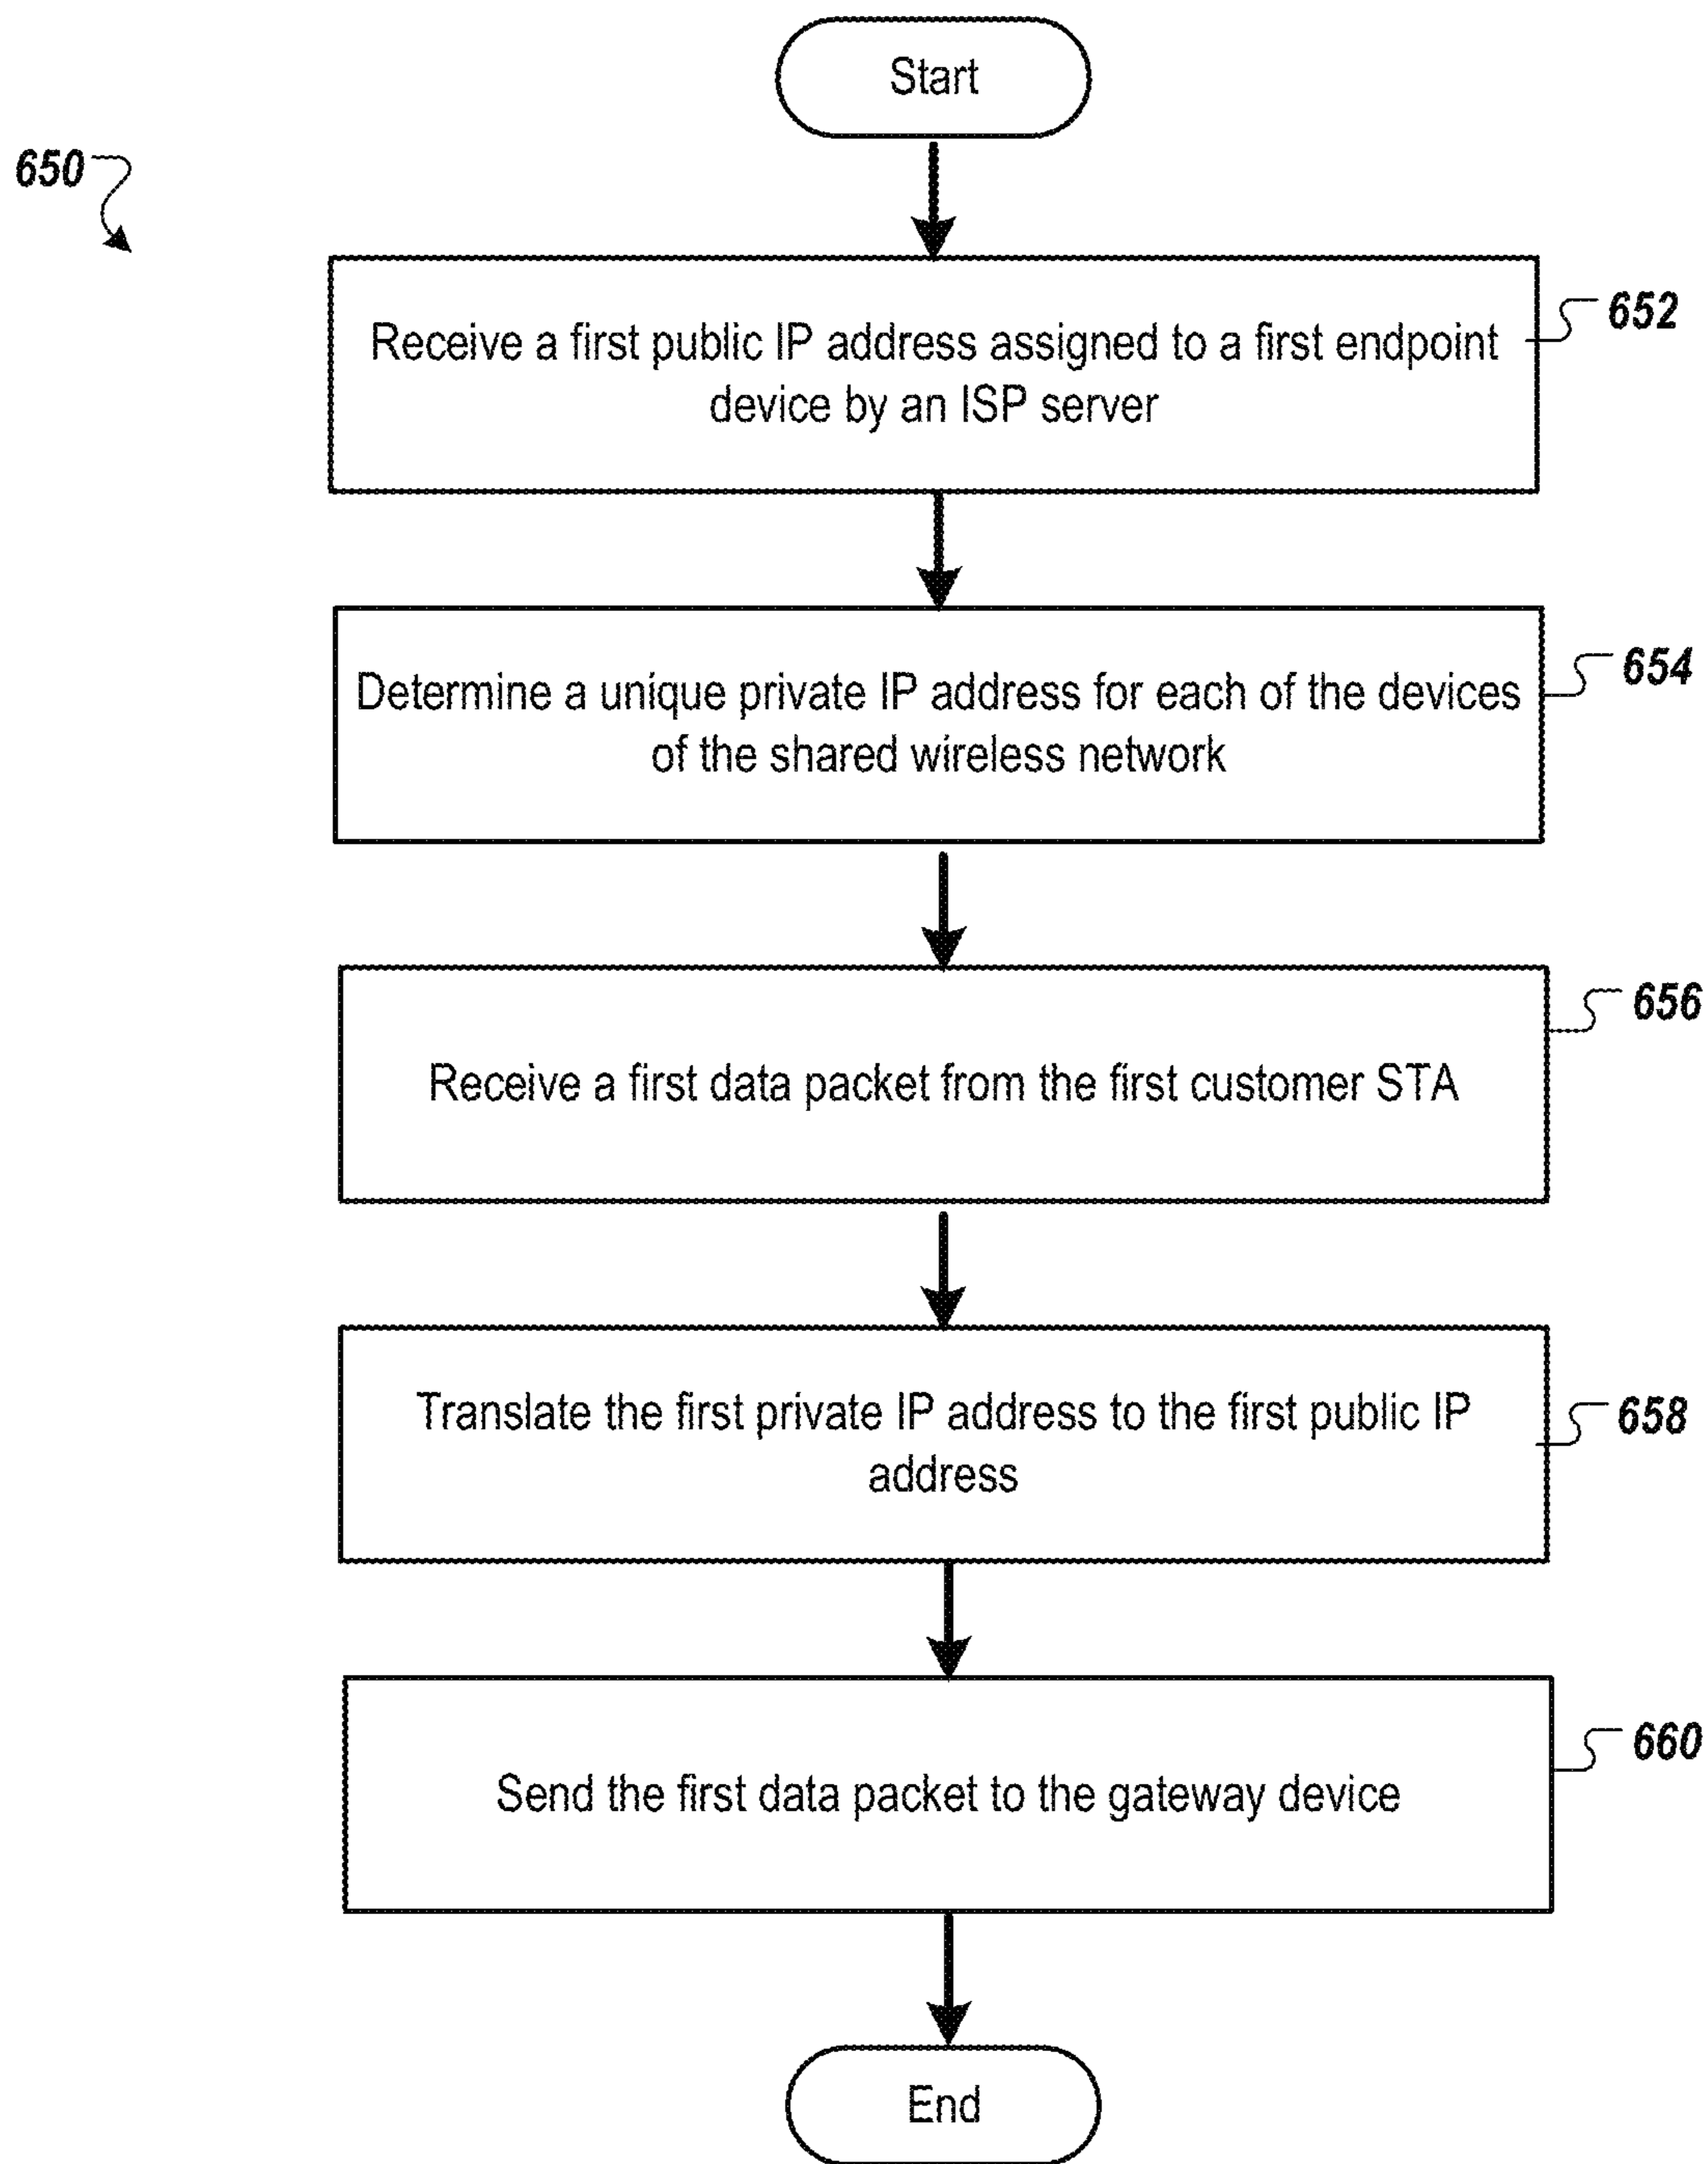 Start
650
Receive a first public IP address assigned to a first endpoint
device by an ISP server
652
Determine a unique private IP address for each of the devices
of the shared wireless network
654
Receive a first data packet from the first customer STA
656
Translate the first private IP address to the first public IP
address
658
Send the first data packet to the gateway device
660
End